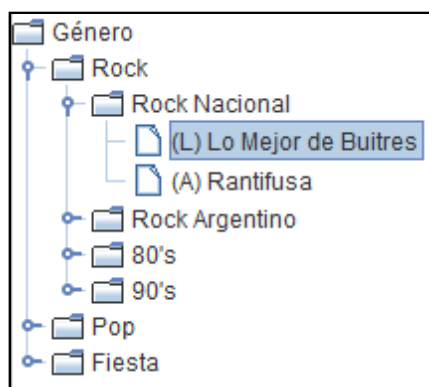 Género
Rock
Rock Nacional
(L) Lo Mejor de Buitres
(A) Rantifusa
Rock Argentino
80's
90's
Pop
Fiesta